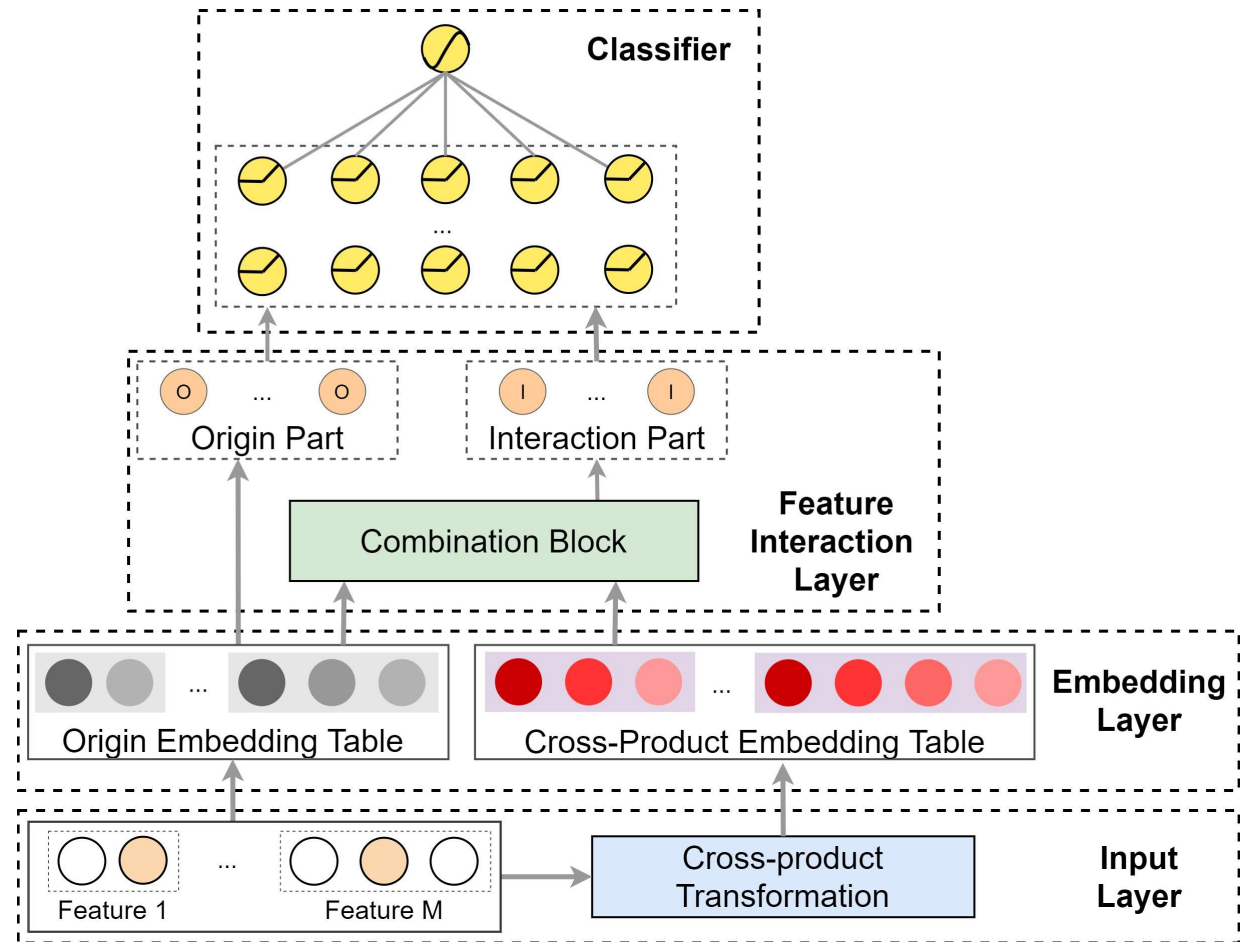 Classifier
...
O ... O
Origin Part
I ... I
Interaction Part
Combination Block
Feature
Interaction
Layer
...
Origin Embedding Table
...
Cross-Product Embedding Table
Embedding
Layer
...
Feature 1
Feature M
Cross-product
Transformation
Input
Layer